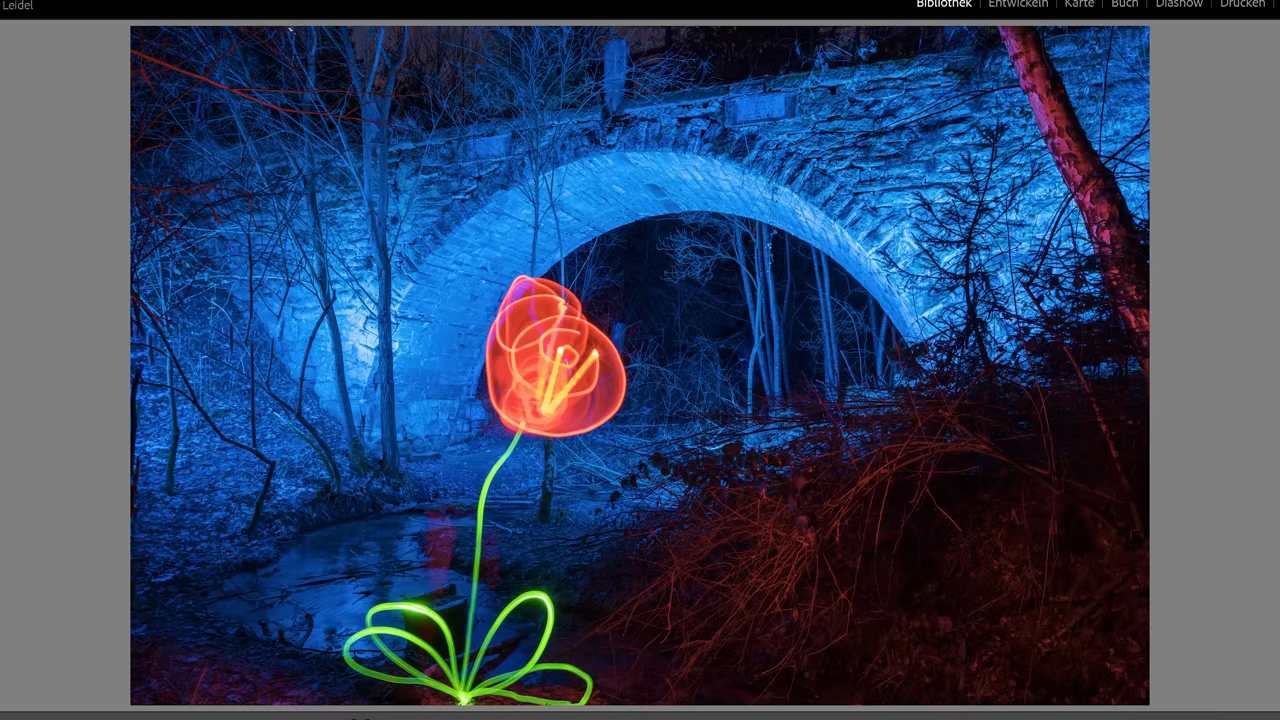 Leidel
Bibliothek | Entwickeln | Karte | Buch | Diashow | Drucken